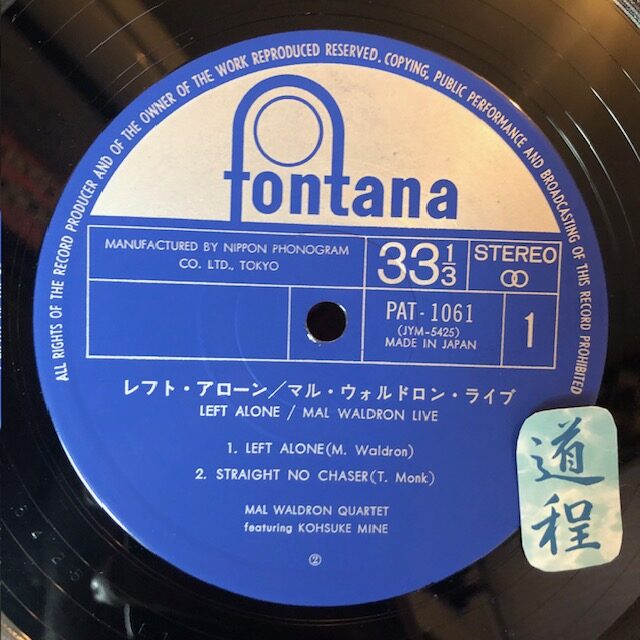 ALL RIGHTS OF THE RECORD PRODUCER AND OF THE OWNER OF THE WORK REPRODUCED RESERVED. COPYING, PUBLIC PERFORMANCE AND BROADCASTING OF THIS RECORD PROHIBITED
fontana
MANUFACTURED BY NIPPON PHONOGRAM
CO. LTD., TOKYO
33 1/3
STEREO
PAT-1061
(JYM-5425)
MADE IN JAPAN
1
レフト・アローン/マル・ウォルドロン・ライブ
LEFT ALONE / MAL WALDRON LIVE
1. LEFT ALONE (M. Waldron)
2. STRAIGHT NO CHASER (T. Monk)
MAL WALDRON QUARTET
featuring KOHSUKE MINE
②
道程